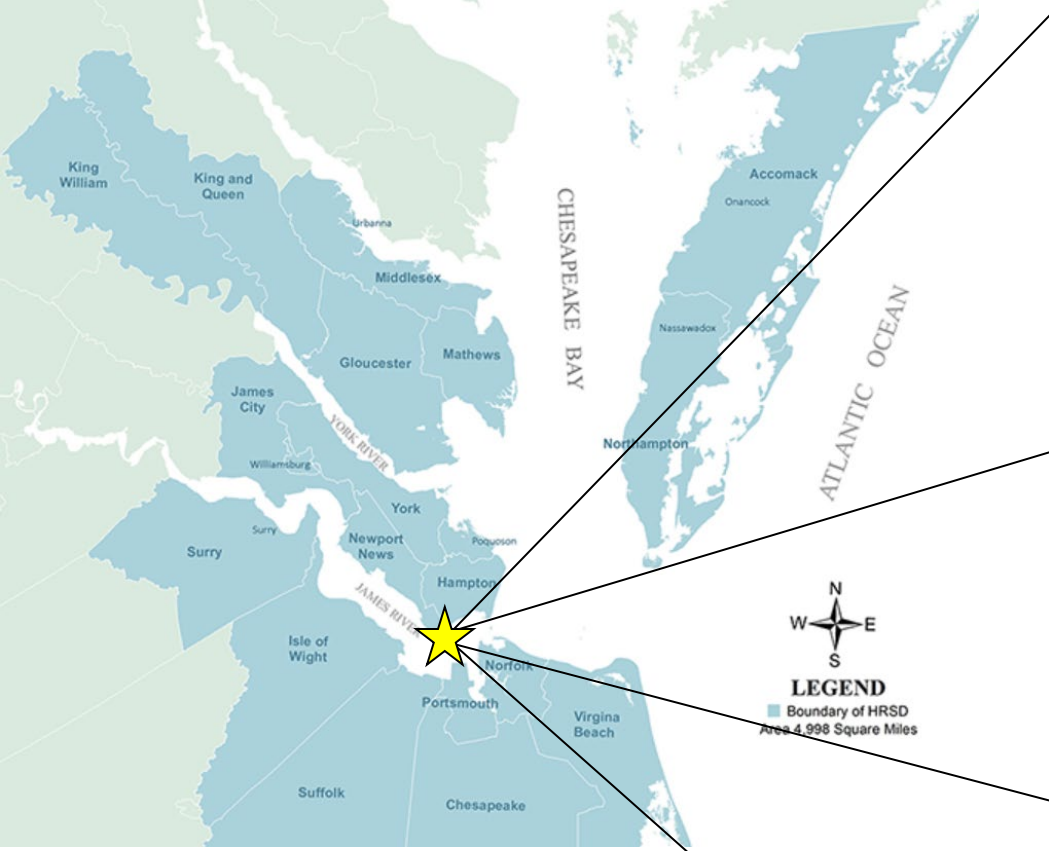 King
William
King and
Queen
Urbanna
Middlesex
Gloucester
Mathews
CHESAPEAKE BAY
Accomack
Onancock
Nassawadox
Northampton
ATLANTIC OCEAN
James
City
Williamsburg
YORK RIVER
York
Newport
News
Poquoson
Hampton
Surry
Surry
JAMES RIVER
Isle of
Wight
Norfolk
Portsmouth
Virgina
Beach
Suffolk
Chesapeake
N
W E
S
LEGEND
Boundary of HRSD
Area 4,998 Square Miles